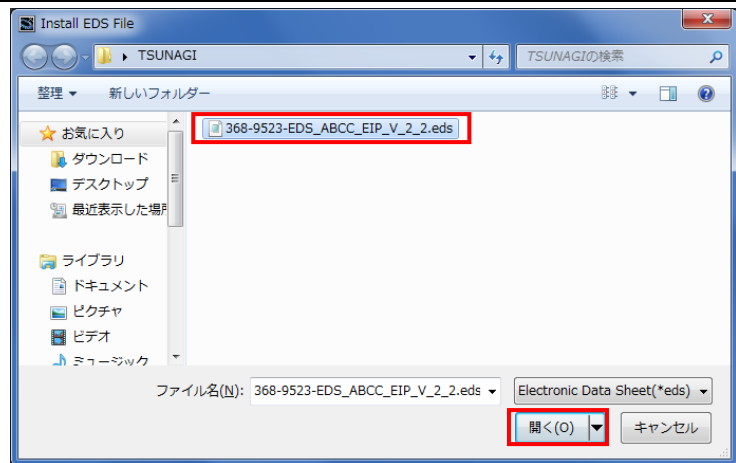 Install EDS File
TSUNAGI
TSUNAGIの検索
整理 新しいフォルダー
お気に入り
ダウンロード
デスクトップ
最近表示した場所
ライブラリ
ドキュメント
ピクチャ
ビデオ
ミュージック
368-9523-EDS_ABCC_EIP_V_2_2.eds
ファイル名(N): 368-9523-EDS_ABCC_EIP_V_2_2.eds
Electronic Data Sheet(*eds)
開く(O) キャンセル